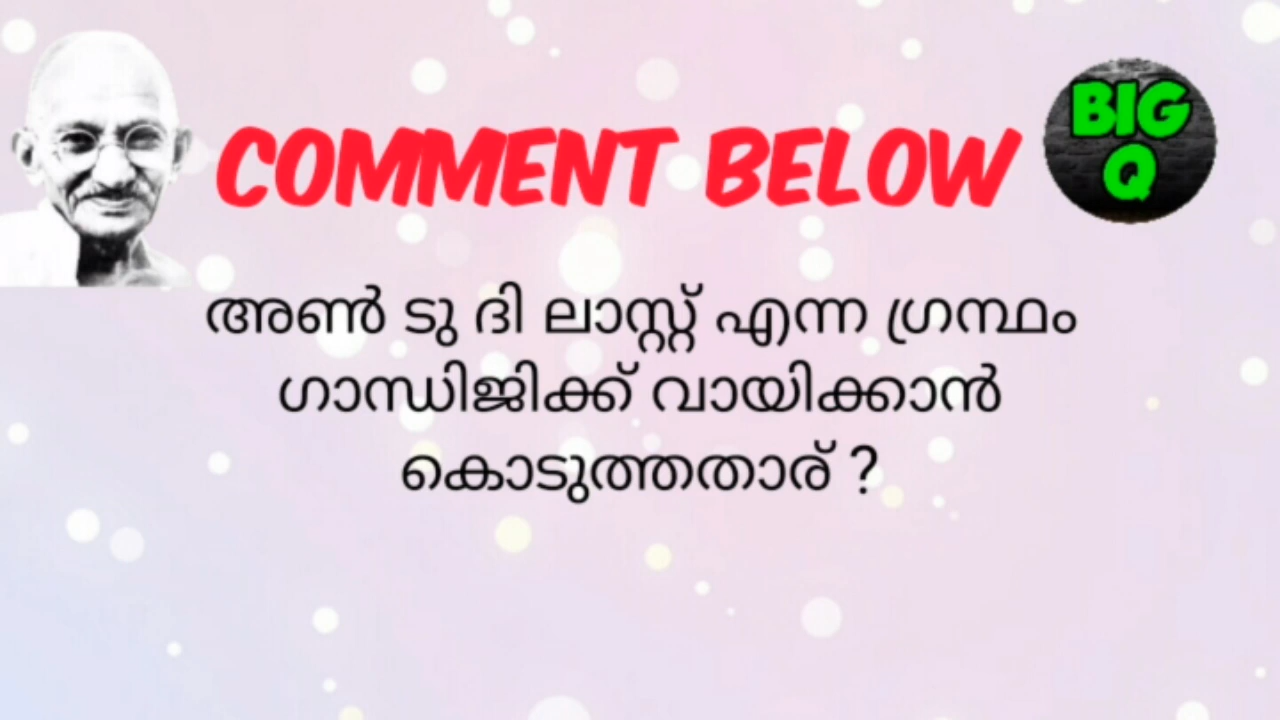 COMMENT BELOW
BIG
Q
അൺ ടു ദി ലാസ്റ്റ് എന്ന ഗ്രന്ഥം
ഗാന്ധിജിക്ക് വായിക്കാൻ
കൊടുത്തതാര് ?